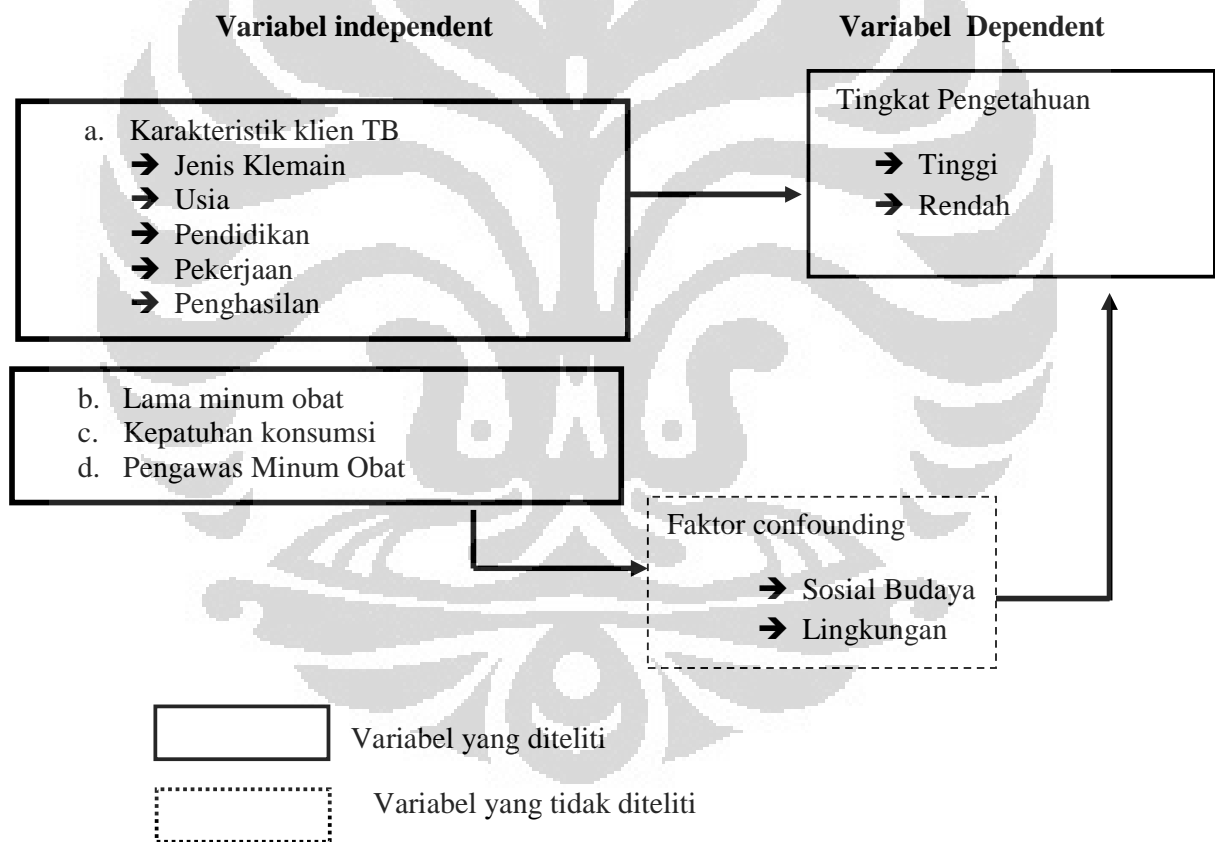 Variabel independent
Variabel Dependent
a. Karakteristik klien TB
➔ Jenis Klemain
➔ Usia
➔ Pendidikan
➔ Pekerjaan
➔ Penghasilan
Tingkat Pengetahuan
➔ Tinggi
➔ Rendah
b. Lama minum obat
c. Kepatuhan konsumsi
d. Pengawas Minum Obat
Faktor confounding
➔ Sosial Budaya
➔ Lingkungan
Variabel yang diteliti
Variabel yang tidak diteliti